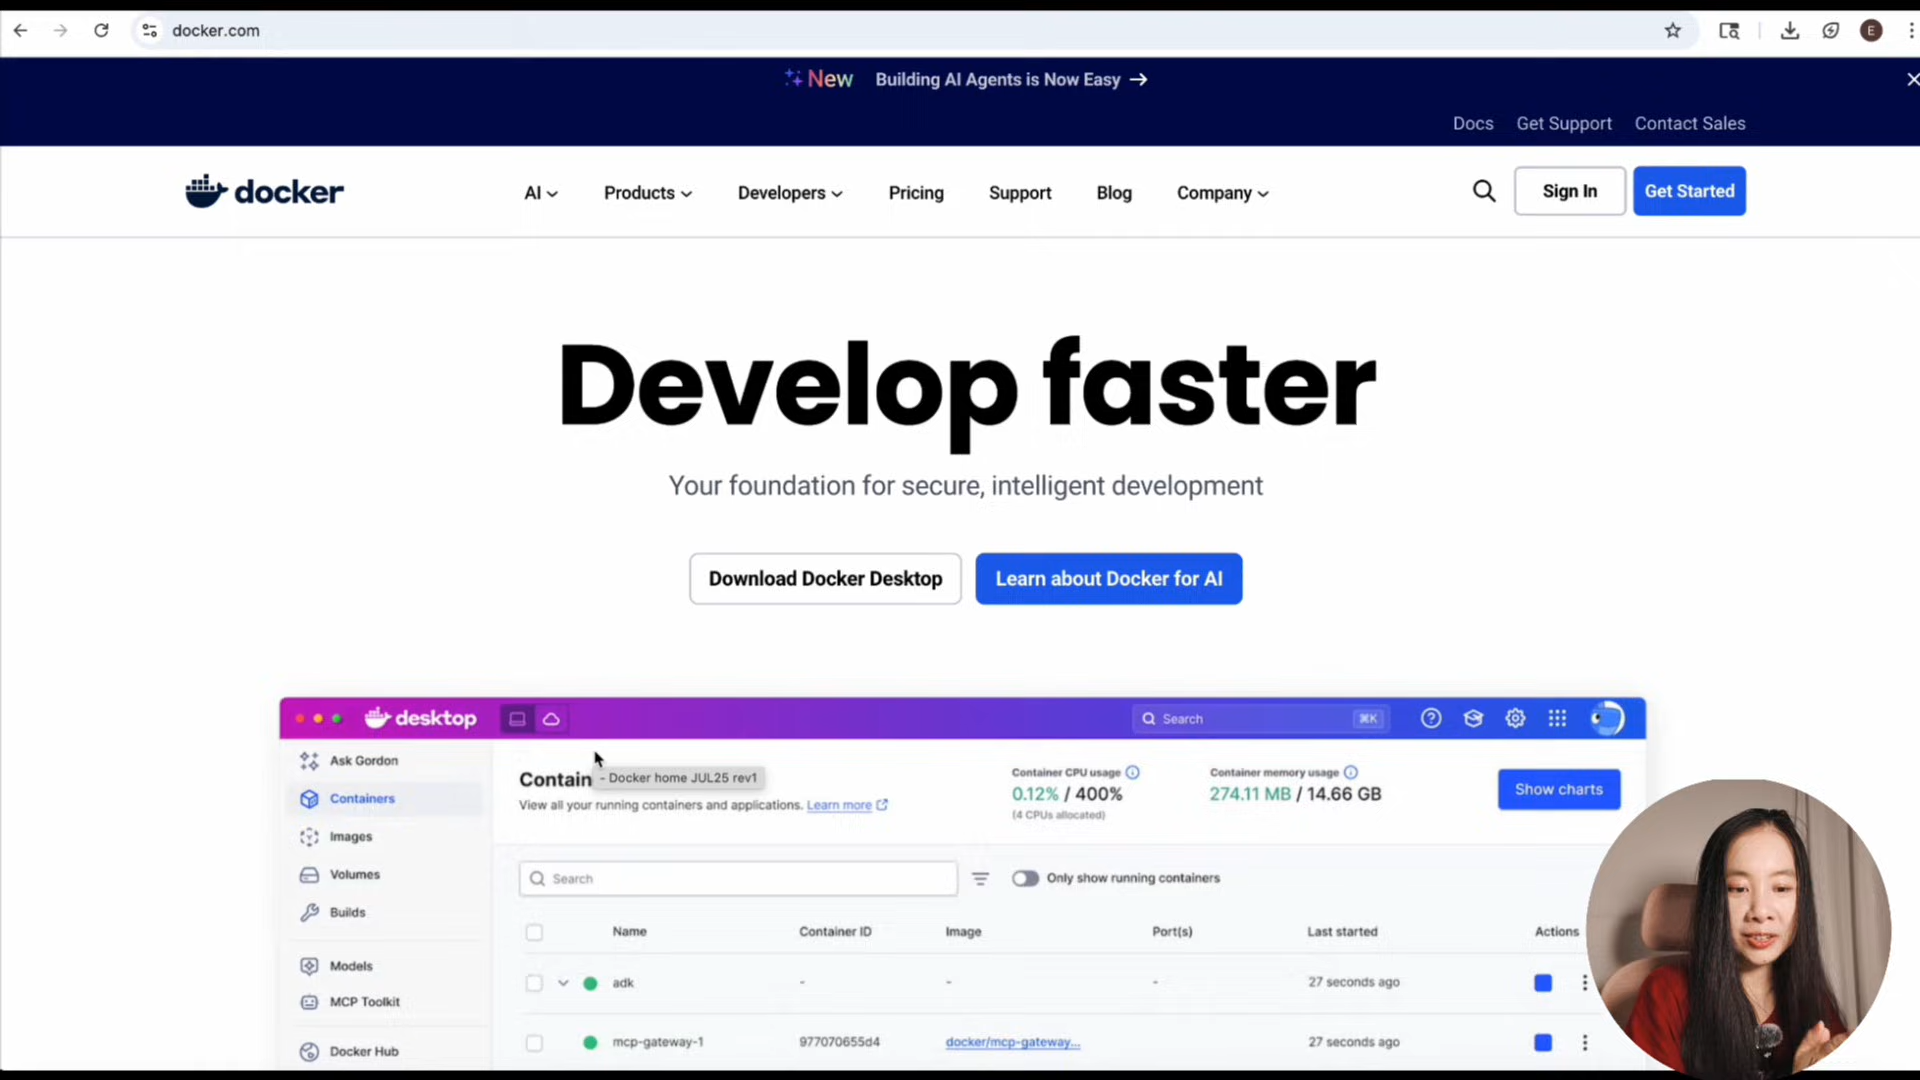 docker.com
E
New Building AI Agents is Now Easy →
Docs Get Support Contact Sales
docker AI Products Developers Pricing Support Blog Company Sign In Get Started
Develop faster
Your foundation for secure, intelligent development
Download Docker Desktop Learn about Docker for AI
desktop Search ⌘K
Ask Gordon
Containers
Images
Volumes
Builds
Models
MCP Toolkit
Docker Hub
Contain
- Docker home JUL25 rev1
View all your running containers and applications. Learn more
Container CPU usage
0.12% / 400%
(4 CPUs allocated)
Container memory usage
274.11 MB / 14.66 GB
Show charts
Search Only show running containers
Name Container ID Image Port(s) Last started Actions
adk - - - 27 seconds ago
mcp-gateway-1 977070655d4 docker/mcp-gateway... 27 seconds ago